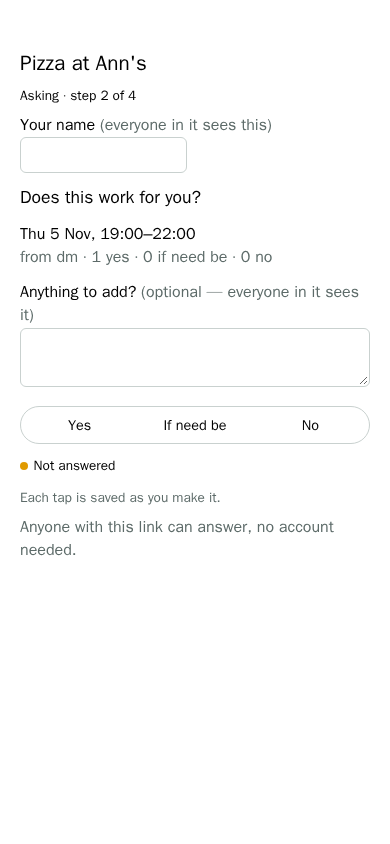 Pizza at Ann's
Asking · step 2 of 4
Your name (everyone in it sees this)
Does this work for you?
Thu 5 Nov, 19:00–22:00
from dm · 1 yes · 0 if need be · 0 no
Anything to add? (optional — everyone in it sees
it)
Yes If need be No
Not answered
Each tap is saved as you make it.
Anyone with this link can answer, no account
needed.